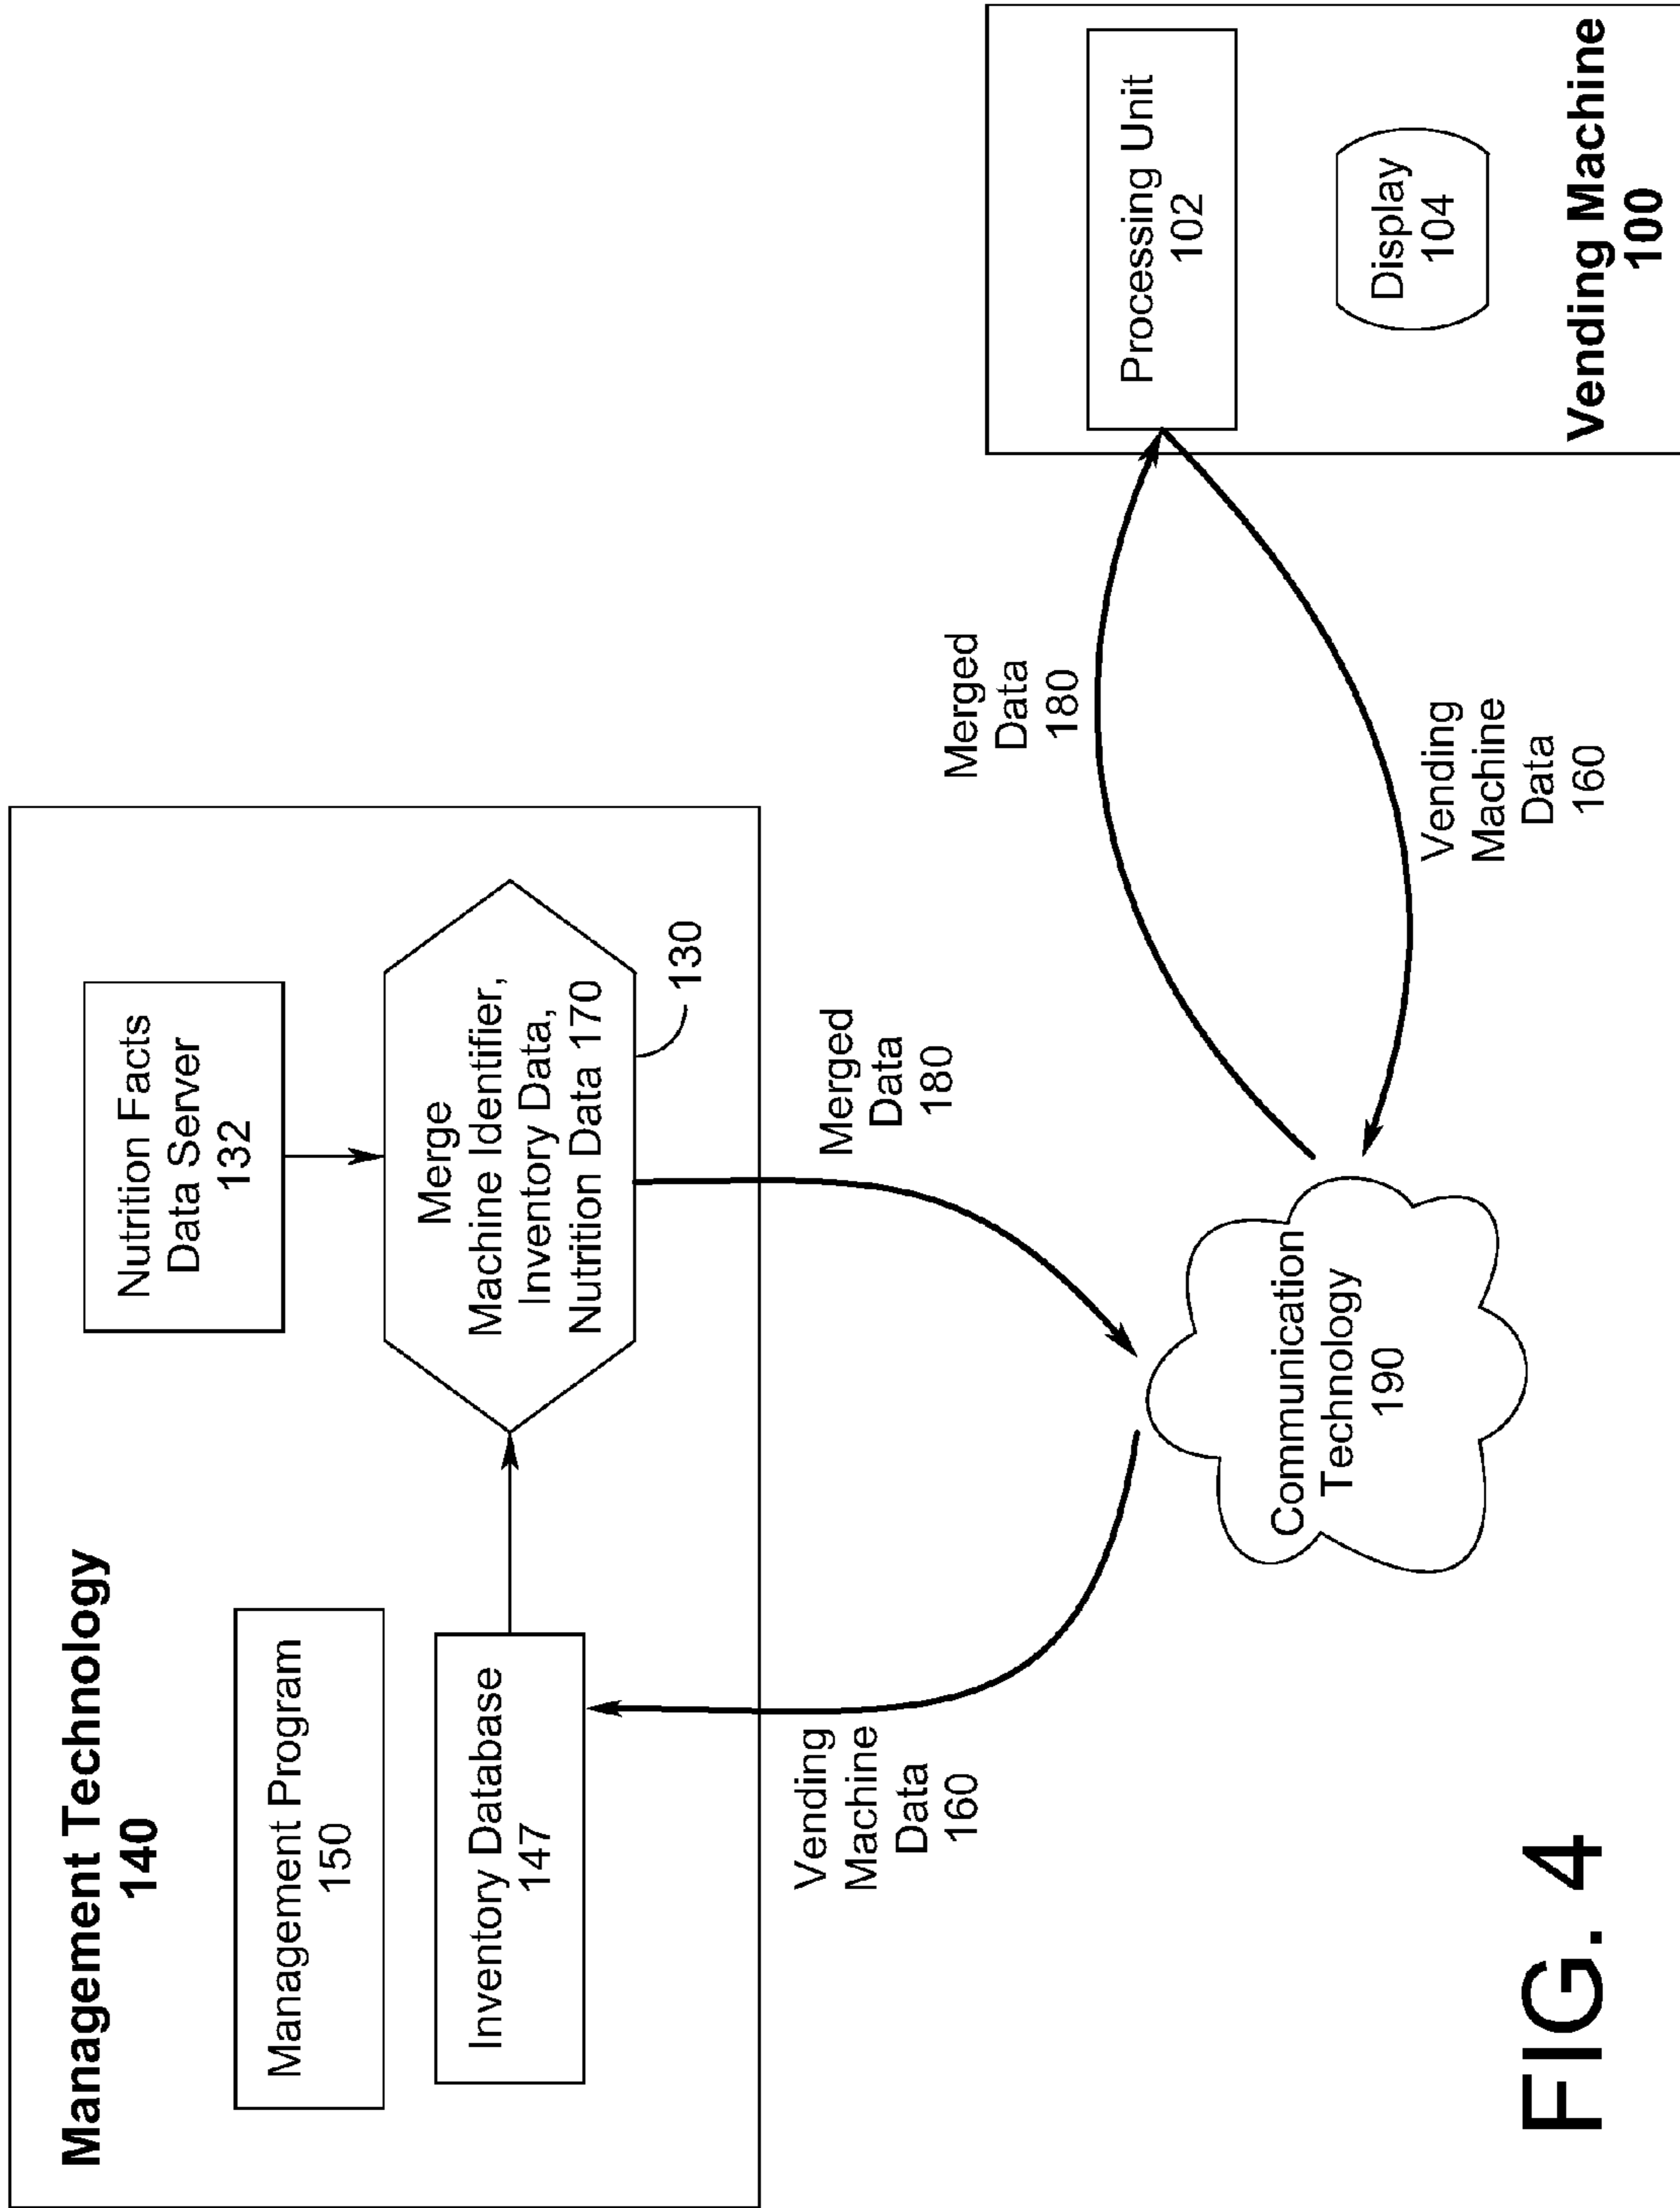 Management Technology
140
Management Program
150
Inventory Database
147
Nutrition Facts
Data Server
132
Merge
Machine Identifier,
Inventory Data,
Nutrition Data 170
130
Vending
Machine
Data
160
Merged
Data
180
Communication
Technology
190
Merged
Data
180
Vending
Machine
Data
160
Processing Unit
102
Display
104
Vending Machine
100
FIG. 4